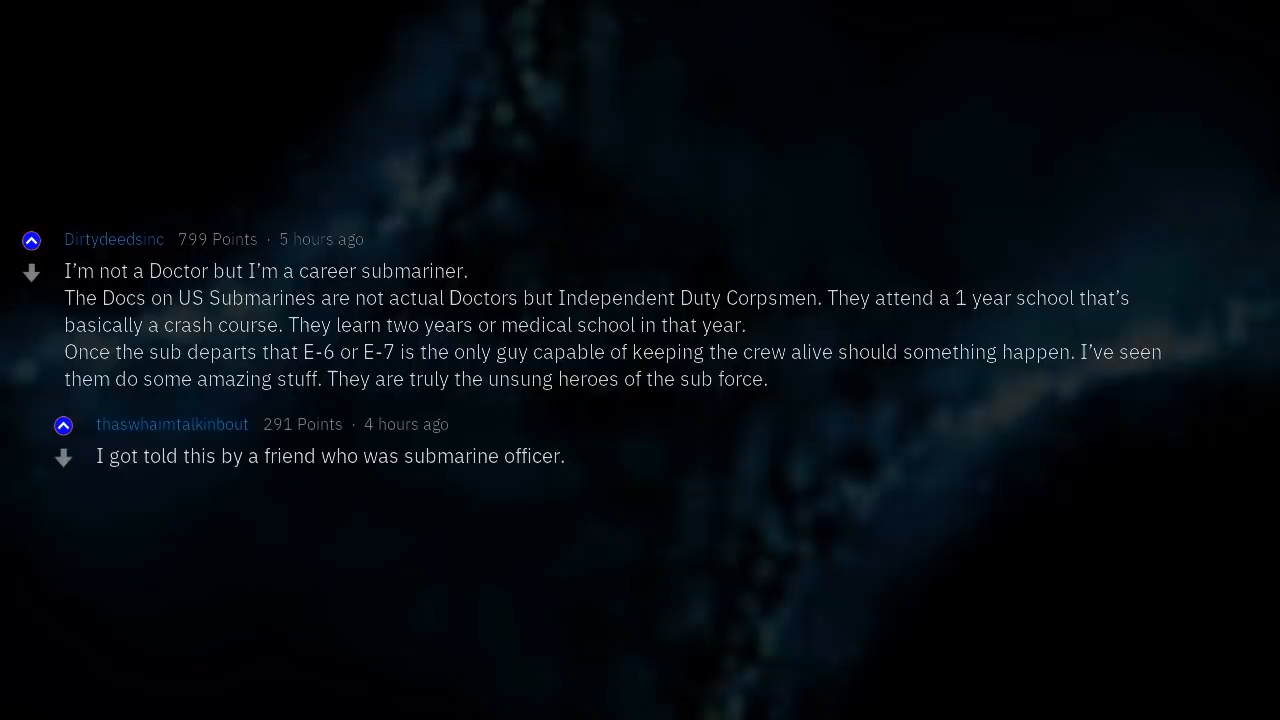 Dirtydeedsinc 799 Points · 5 hours ago
I'm not a Doctor but I'm a career submariner.
The Docs on US Submarines are not actual Doctors but Independent Duty Corpsmen. They attend a 1 year school that's
basically a crash course. They learn two years or medical school in that year.
Once the sub departs that E-6 or E-7 is the only guy capable of keeping the crew alive should something happen. I've seen
them do some amazing stuff. They are truly the unsung heroes of the sub force.
thaswhaimtalkinbout 291 Points · 4 hours ago
I got told this by a friend who was submarine officer.